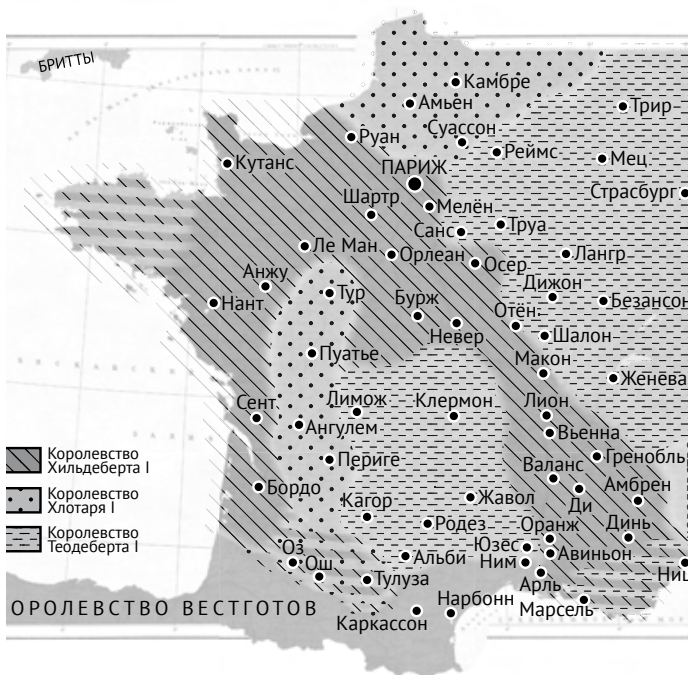 БРИТТЫ
Камбре
Амьен
Трир
Руан
Суассон
Реймс
Мец
Кутанс
ПАРИЖ
Страсбург
Шартр
Мелён
Санс
Труа
Ле Ман
Орлеан
Осер
Лангр
Анжу
Тур
Дижон
Безансон
Нант
Бурж
Невер
Отён
Шалон
Пуатье
Макон
Женева
Лимож
Клермон
Лион
Сент
Ангулем
Вьенна
Королевство
Хильдеберта I
Периге
Валанс
Гренобль
Амбрен
Королевство
Хлотаря I
Бордо
Кагор
Жавол
Ди
Королевство
Теодеберта I
Родез
Оранж
Динь
Оз
Ош
Альби
Юзес
Авиньон
Ним
Ниц
Тулуза
Арль
ОРОЛЕВСТВО ВЕСТГОТОВ
Каркассон
Нарбонн
Марсель